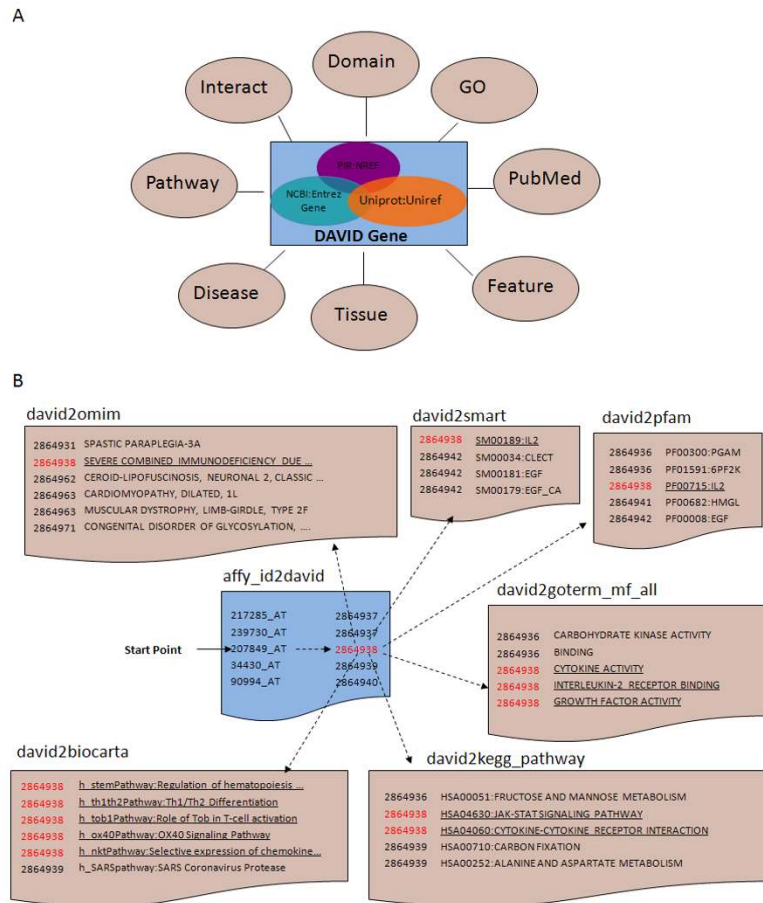 A
Domain
Interact
GO
PIR:NREF
Pathway
NCBI:Entrez
Gene
Uniprot:Uniref
PubMed
DAVID Gene
Disease
Tissue
Feature
B
david2omim
2864931 SPASTIC PARAPLEGIA-3A
2864938 SEVERE COMBINED IMMUNODEFICIENCY DUE ...
2864962 CEROID-LIPOFUSCINOSIS, NEURONAL 2, CLASSIC ...
2864963 CARDIOMYOPATHY, DILATED, 1L
2864963 MUSCULAR DYSTROPHY, LIMB-GIRDLE, TYPE 2F
2864971 CONGENITAL DISORDER OF GLYCOSYLATION, ....
david2smart
2864938 SM00189:IL2
2864942 SM00034:CLECT
2864942 SM00181:EGF
2864942 SM00179:EGF_CA
david2pfam
2864936 PF00300:PGAM
2864936 PF01591:6PF2K
2864938 PF00715:IL2
2864941 PF00682:HMGL
2864942 PF00008:EGF
affy_id2david
217285_AT 2864937
239730_AT 2864937
Start Point 207849_AT 2864938
34430_AT 2864939
90994_AT 2864940
david2goterm_mf_all
2864936 CARBOHYDRATE KINASE ACTIVITY
2864936 BINDING
2864938 CYTOKINE ACTIVITY
2864938 INTERLEUKIN-2 RECEPTOR BINDING
2864938 GROWTH FACTOR ACTIVITY
david2biocarta
2864938 h_stemPathway:Regulation of hematopoiesis ...
2864938 h_th1th2Pathway:Th1/Th2 Differentiation
2864938 h_tob1Pathway:Role of Tob in T-cell activation
2864938 h_ox40Pathway:OX40 Signaling Pathway
2864938 h_nktPathway:Selective expression of chemokine...
2864939 h_SARSpathway:SARS Coronavirus Protease
david2kegg_pathway
2864936 HSA00051:FRUCTOSE AND MANNOSE METABOLISM
2864938 HSA04630:JAK-STAT SIGNALING PATHWAY
2864938 HSA04060:CYTOKINE-CYTOKINE RECEPTOR INTERACTION
2864939 HSA00710:CARBON FIXATION
2864939 HSA00252:ALANINE AND ASPARTATE METABOLISM